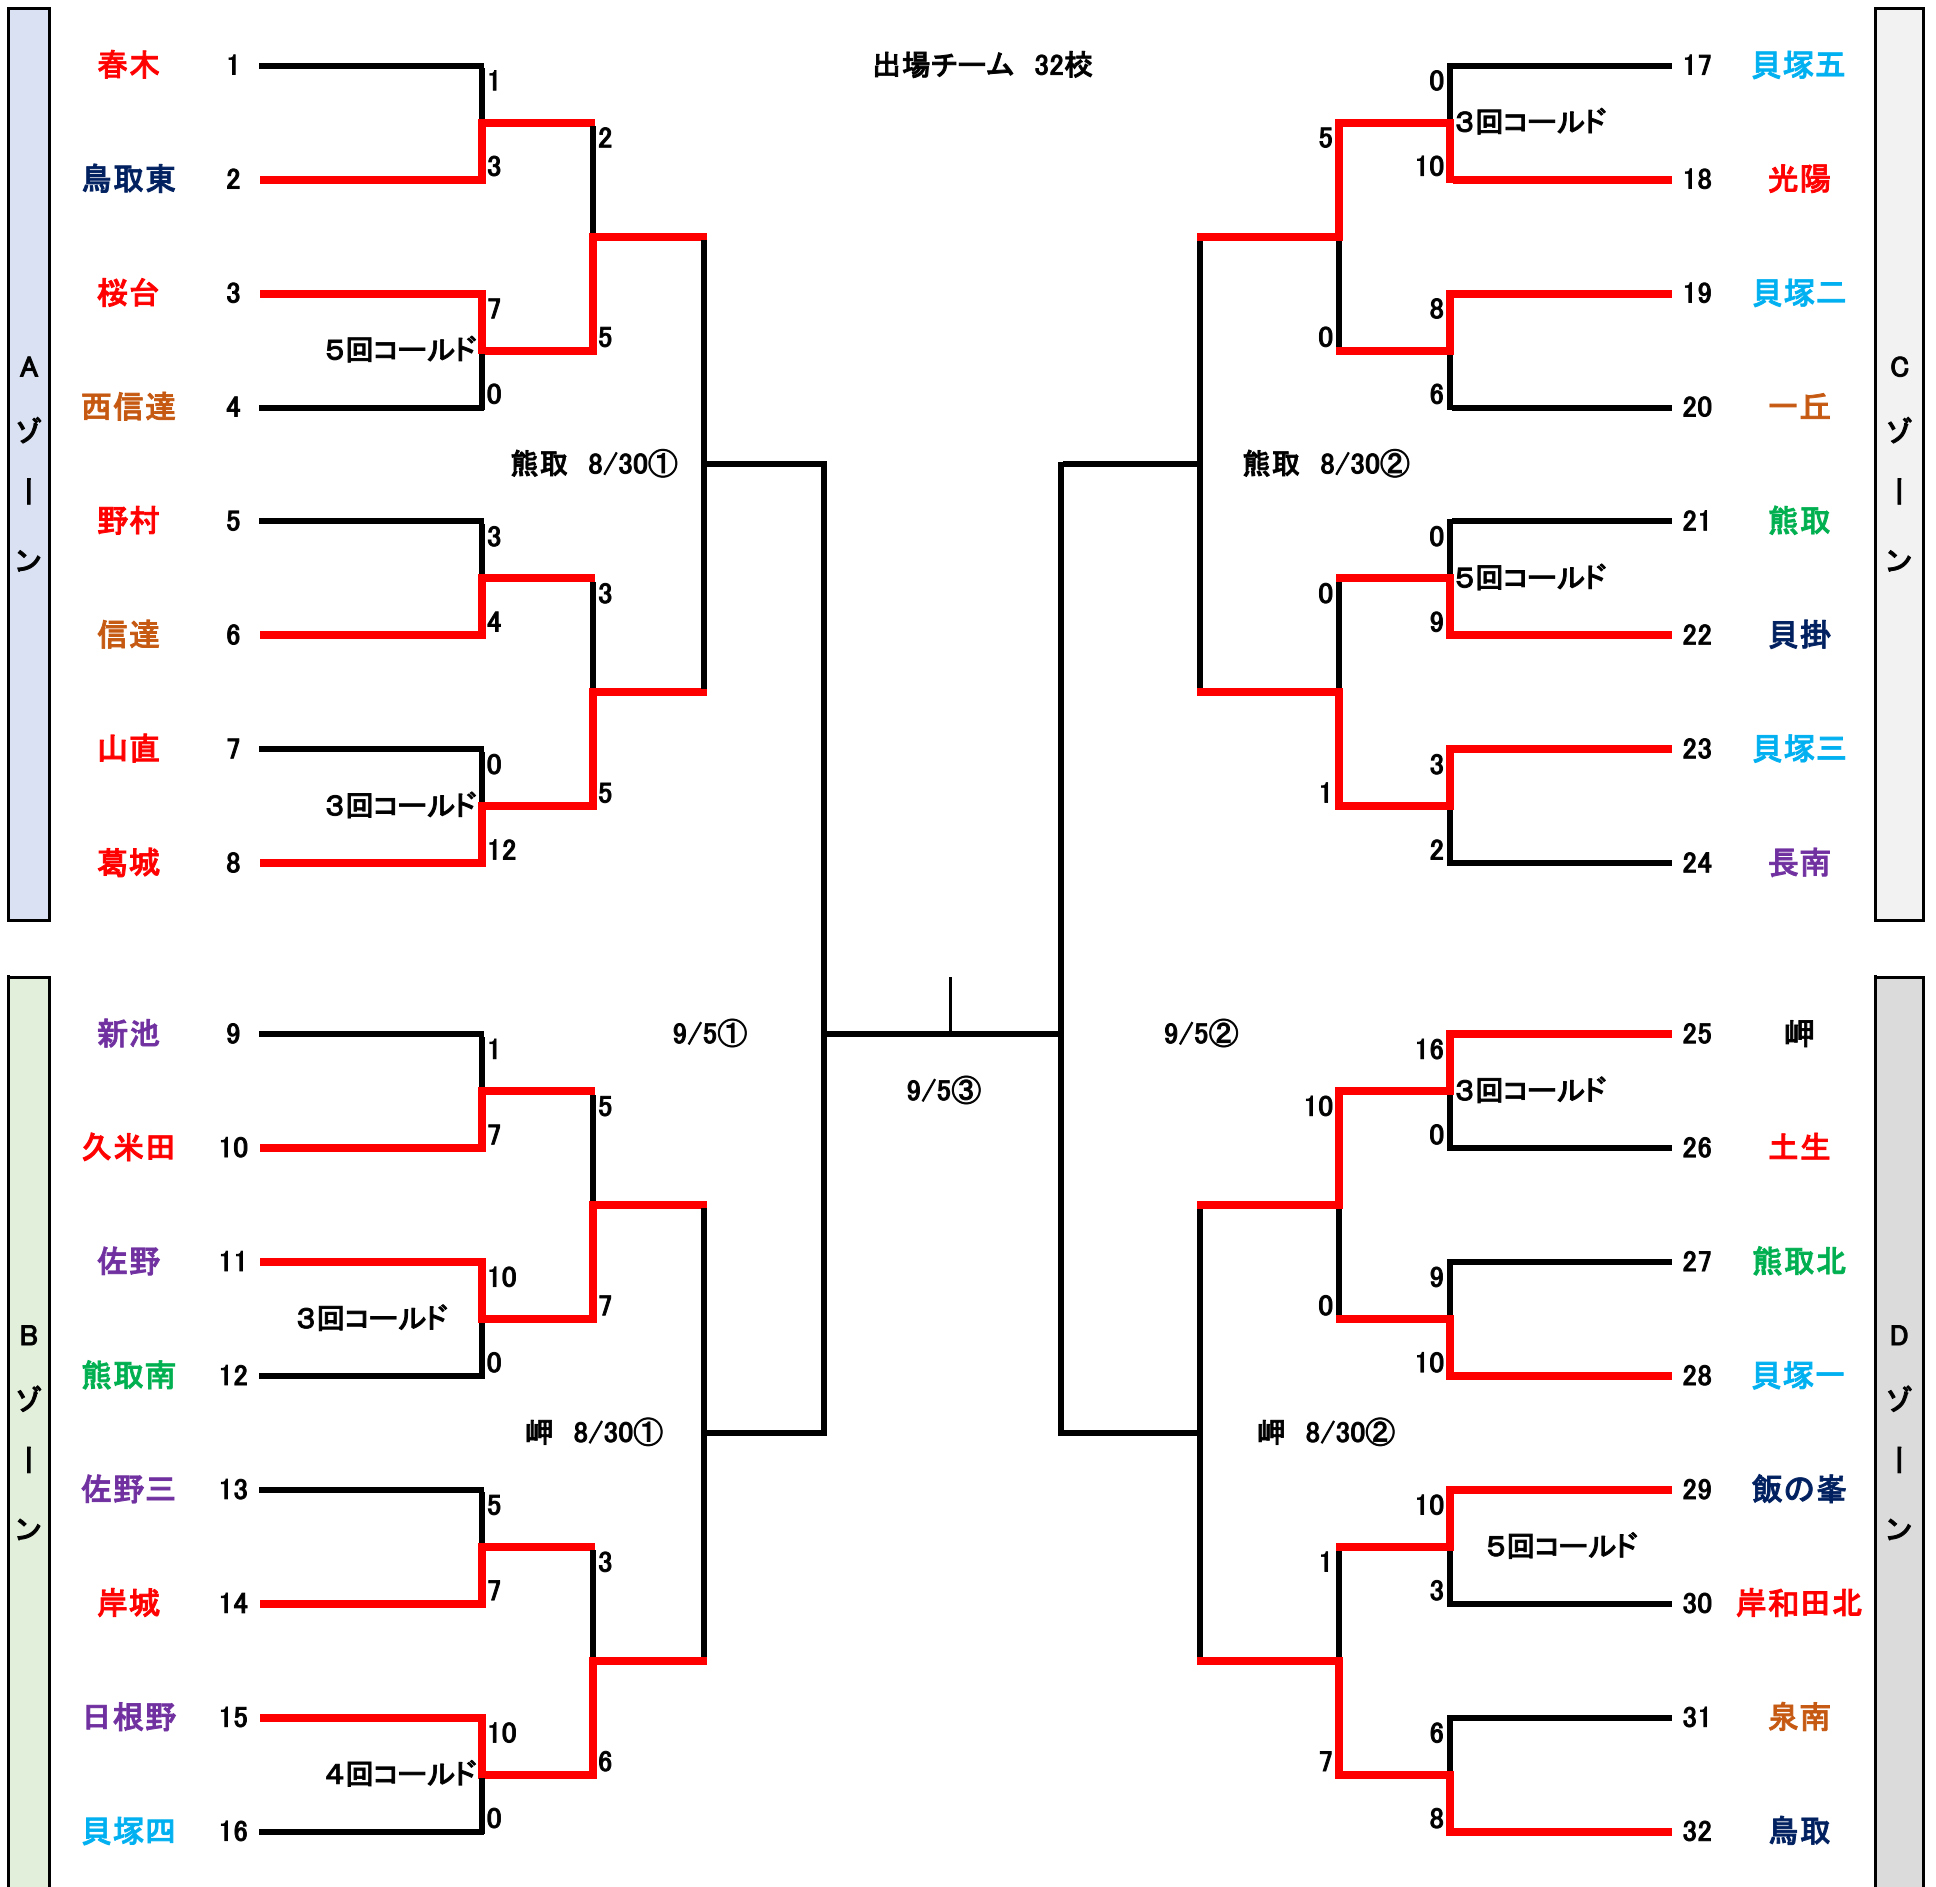 出場チーム 32校
Aゾーン
春木 1
1
2
3
鳥取東 2
桜台 3
7
5回コールド
5
0
西信達 4
熊取 8/30①
野村 5
3
3
4
信達 6
山直 7
0
3回コールド
5
12
葛城 8
Bゾーン
新池 9
1
5
7
久米田 10
佐野 11
10
3回コールド
7
0
熊取南 12
岬 8/30①
佐野三 13
5
3
7
岸城 14
日根野 15
10
4回コールド
6
0
貝塚四 16
9/5①
9/5③
9/5②
Cゾーン
17 貝塚五
0
3回コールド
5
10
18 光陽
19 貝塚二
8
0
6
20 一丘
熊取 8/30②
21 熊取
0
5回コールド
0
9
22 貝掛
23 貝塚三
3
1
2
24 長南
Dゾーン
25 岬
16
3回コールド
10
0
26 土生
27 熊取北
9
0
10
28 貝塚一
岬 8/30②
29 飯の峯
10
5回コールド
1
3
30 岸和田北
31 泉南
6
7
8
32 鳥取